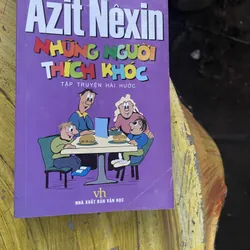 Azit Nêxin
NHỮNG NGƯỜI
THÍCH KHÓC
TẬP TRUYỆN HÀI HƯỚC
vh
NHÀ XUẤT BẢN VĂN HỌC